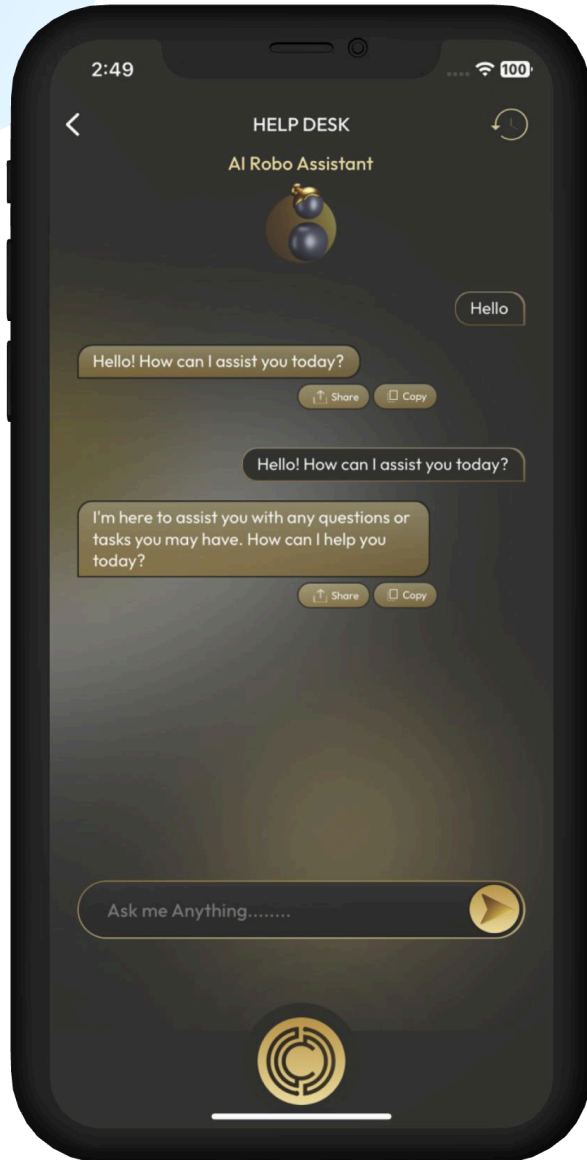 2:49
100
HELP DESK
AI Robo Assistant
Hello
Hello! How can I assist you today?
Share
Copy
Hello! How can I assist you today?
I'm here to assist you with any questions or
tasks you may have. How can I help you
today?
Share
Copy
Ask me Anything........